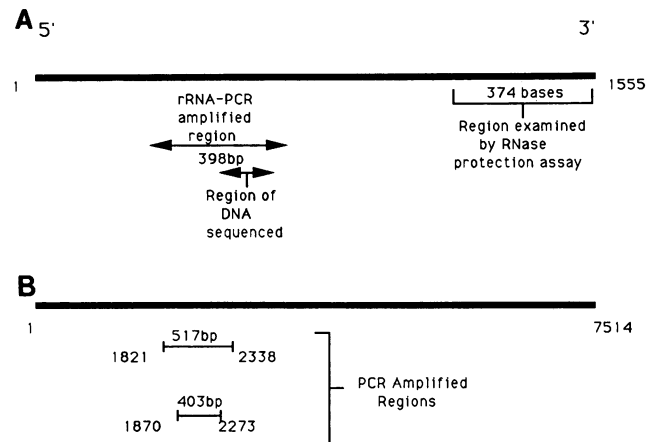 A 5' 3'
1 1555
rRNA-PCR
amplified
region
398bp
Region of
DNA
sequenced
374 bases
Region examined
by RNase
protection assay
B
1 7514
517bp
1821 2338
403bp
1870 2273
PCR Amplified
Regions